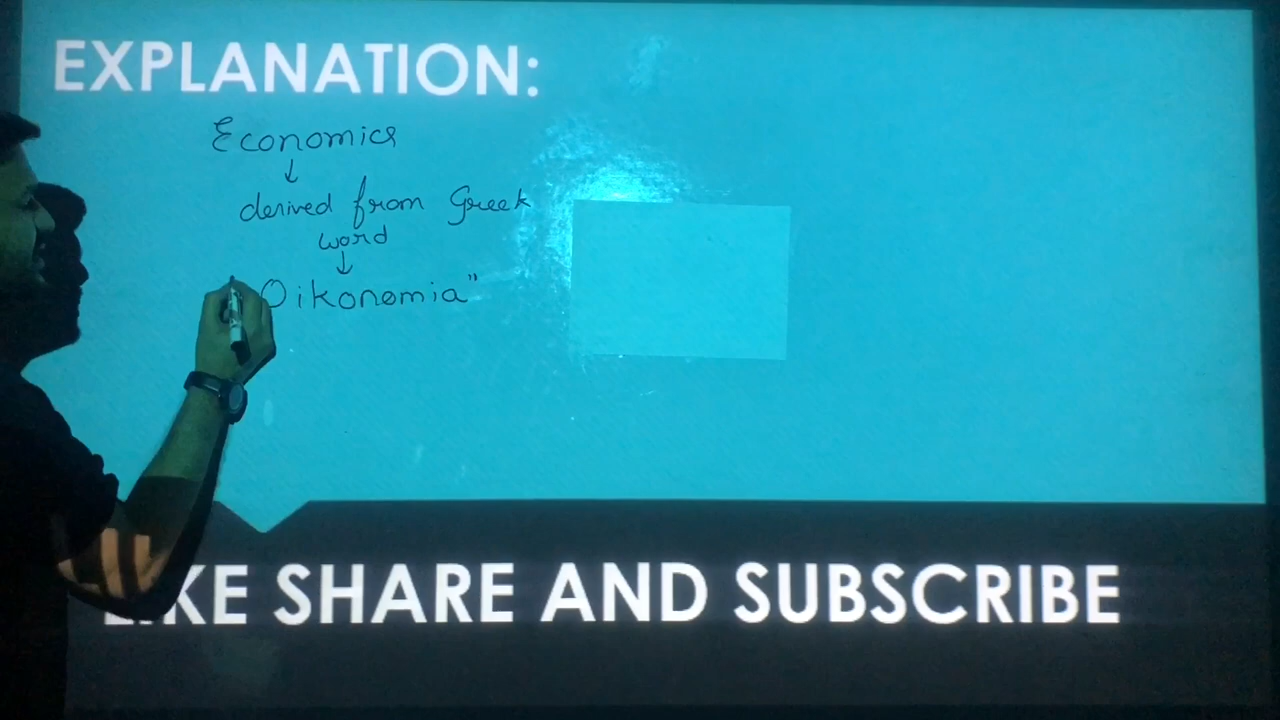 EXPLANATION:
Economics
↓
derived from Greek
word
↓
Oikonomia"
LIKE SHARE AND SUBSCRIBE